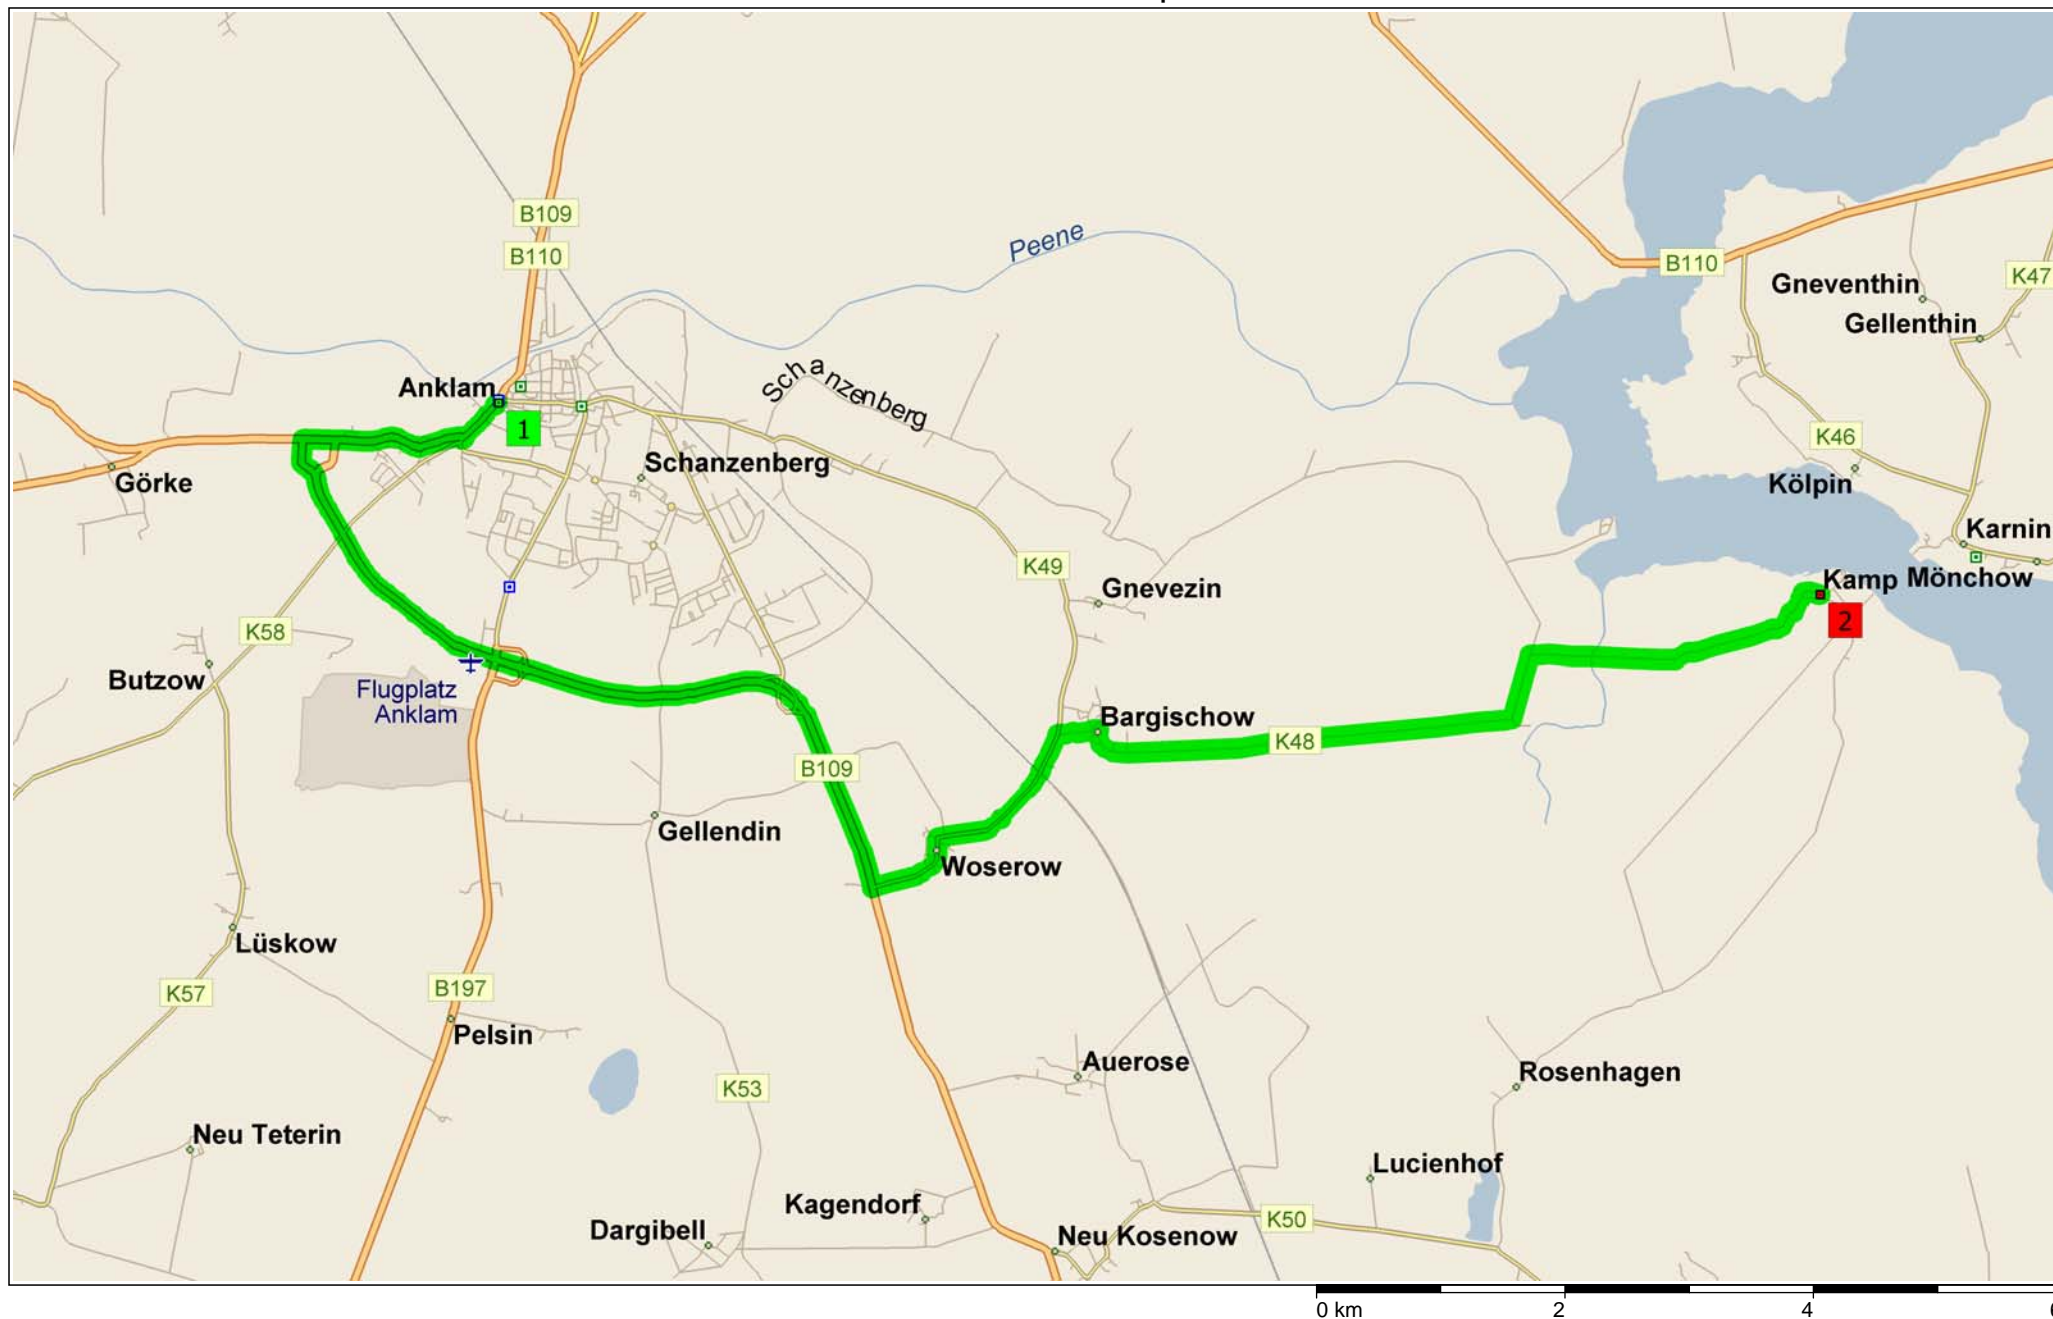 B109
B110
Peene
B110
Gneventhin
K47
Gellenthin
Anklam
Schanzenberg
1
K46
Schanzenberg
Görke
Kölpin
Karnin
K49
Gnevezin
Kamp
Mönchow
2
K58
Butzow
Flugplatz
Anklam
Bargischow
K48
B109
Gellendin
Woserow
Lüskow
K57
B197
Pelsin
Auerose
Rosenhagen
K53
Neu Teterin
Lucienhof
Kagendorf
K50
Dargibell
Neu Kosenow
0 km
2
4